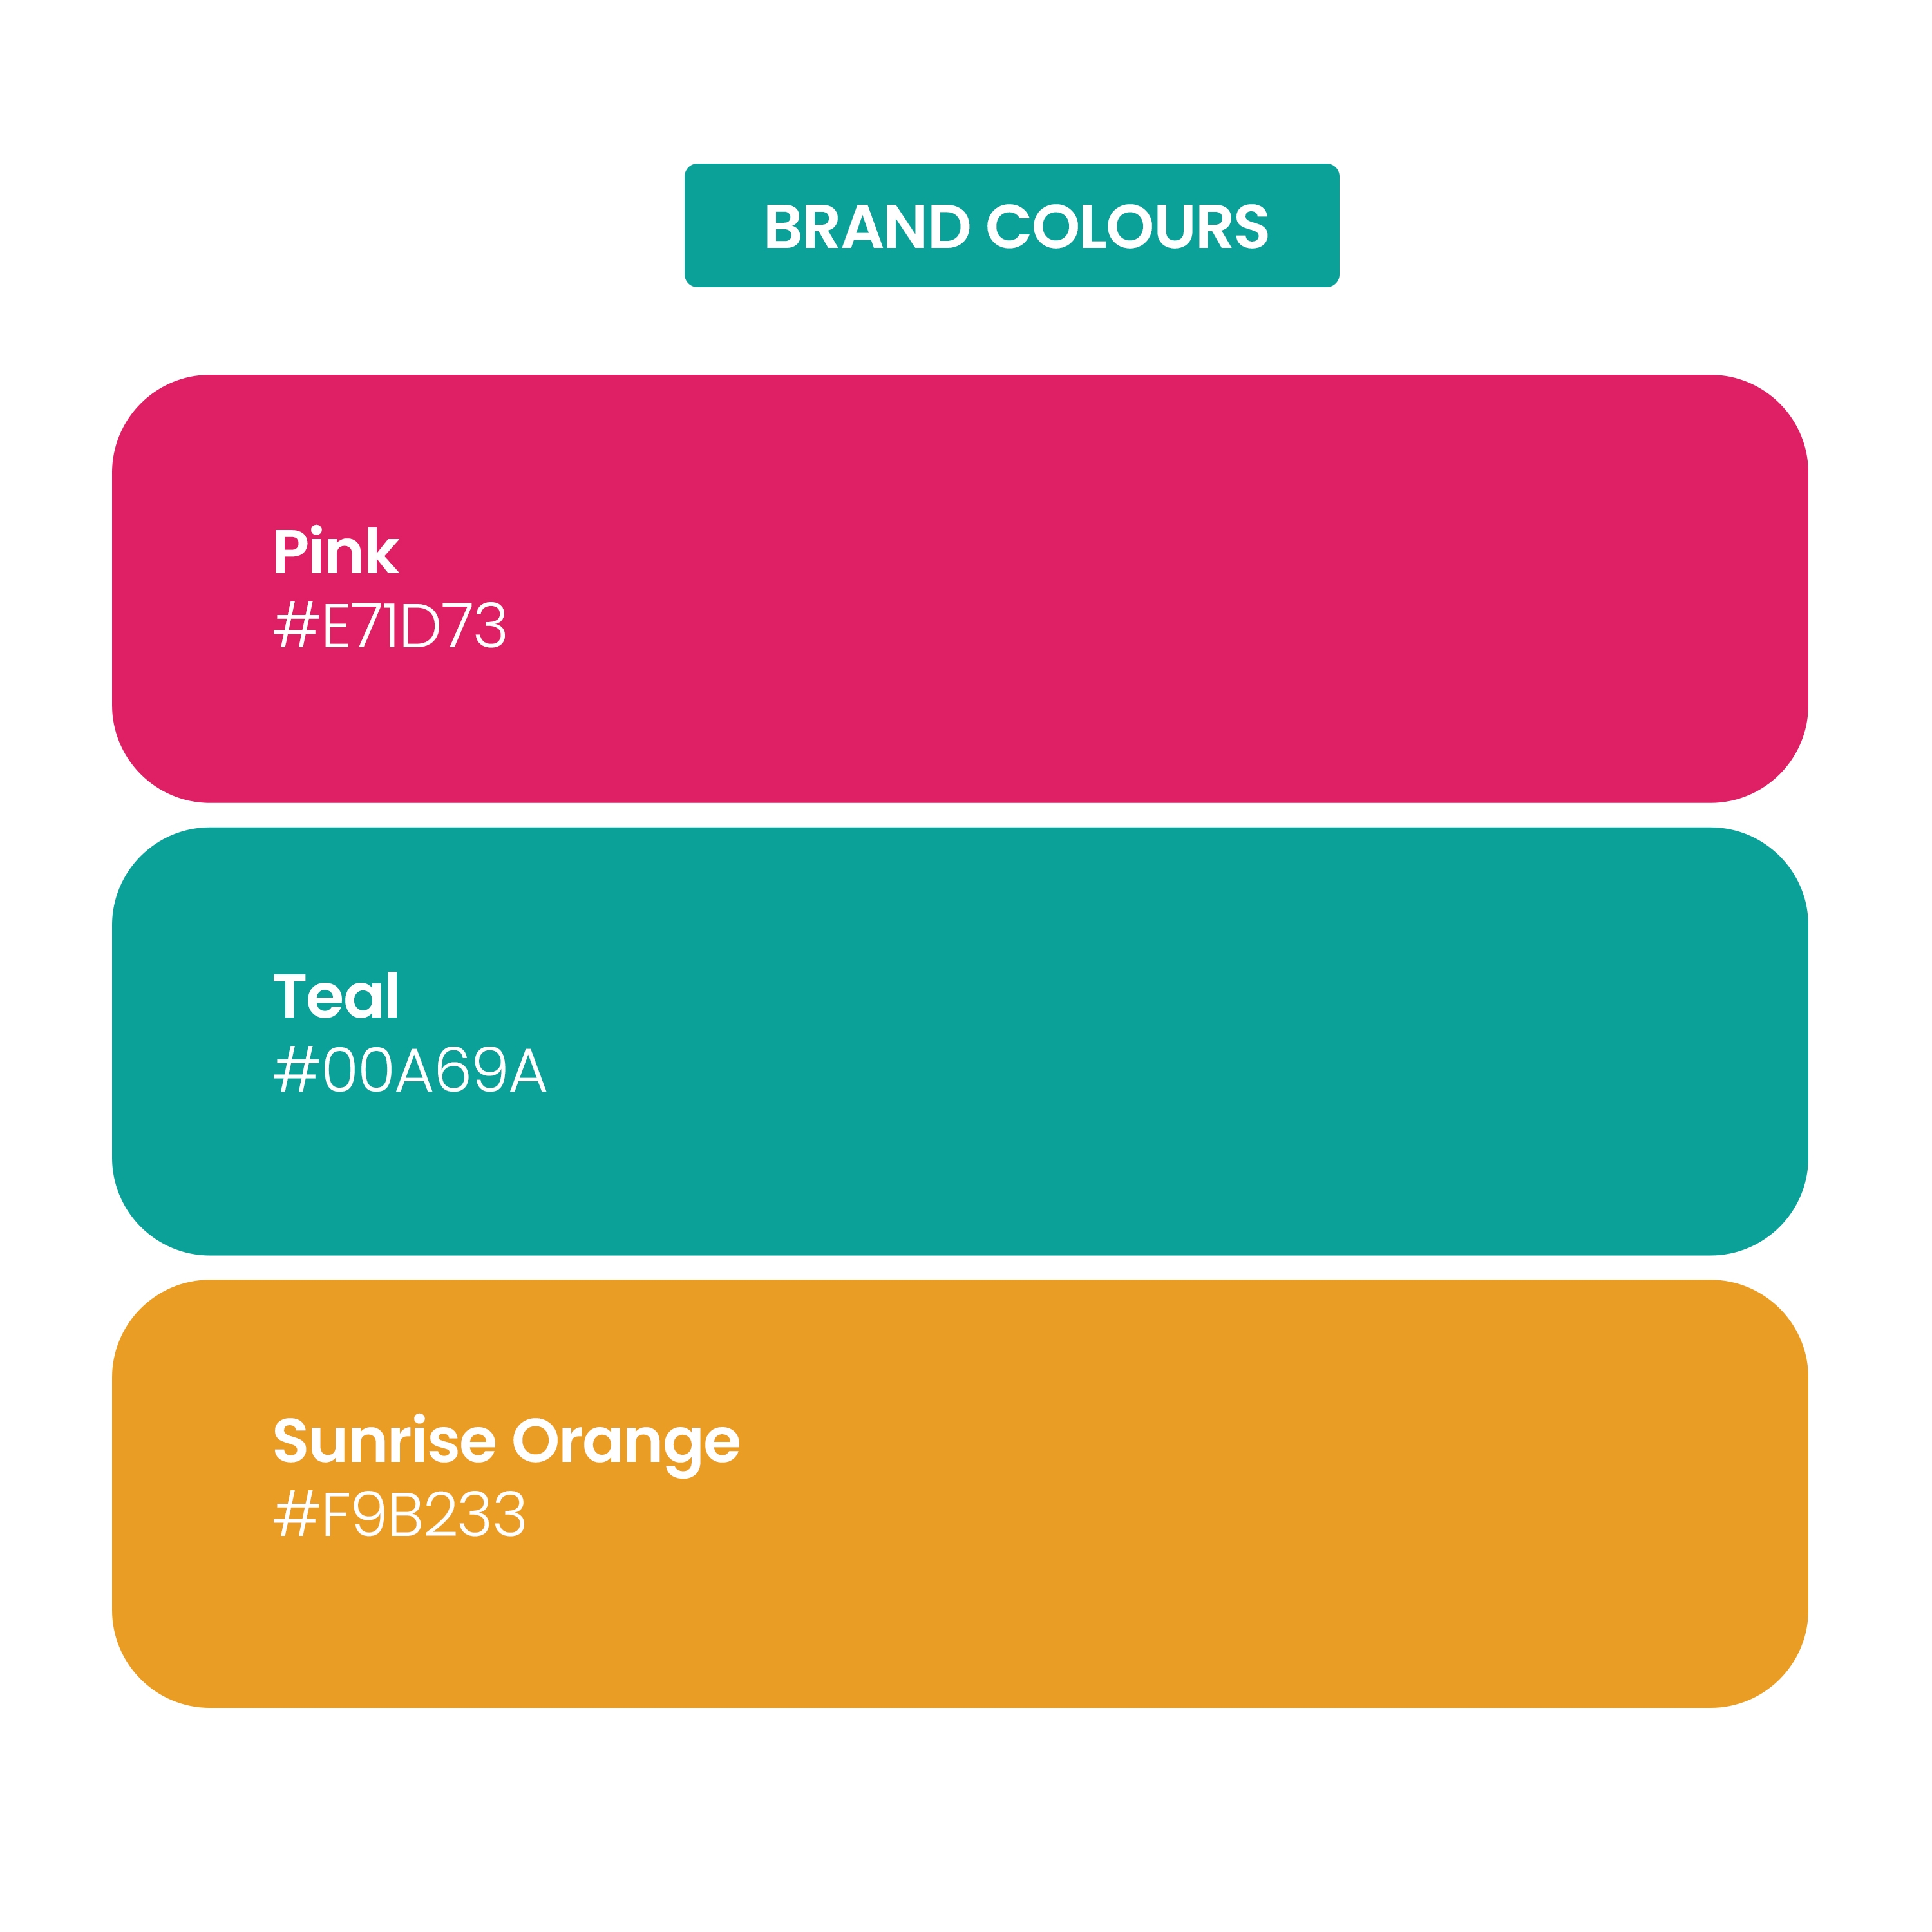 BRAND COLOURS
Pink
#E71D73
Teal
#00A69A
Sunrise Orange
#F9B233